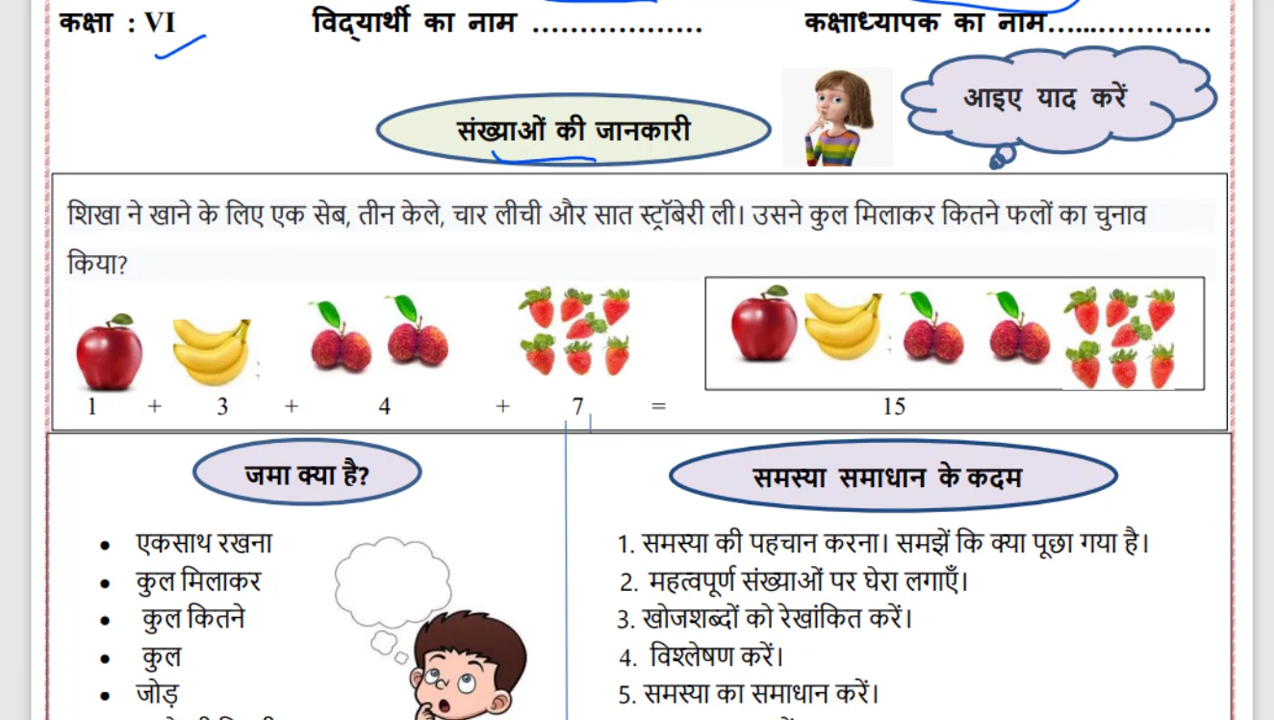 कक्षा : VI विद्यार्थी का नाम .................. कक्षाध्यापक का नाम..................
आइए याद करें
संख्याओं की जानकारी
शिखा ने खाने के लिए एक सेब, तीन केले, चार लीची और सात स्ट्रॉबेरी ली। उसने कुल मिलाकर कितने फलों का चुनाव
किया?
1 + 3 + 4 + 7 = 15
जमा क्या है?
• एकसाथ रखना
• कुल मिलाकर
• कुल कितने
• कुल
• जोड़
समस्या समाधान के कदम
1. समस्या की पहचान करना। समझें कि क्या पूछा गया है।
2. महत्वपूर्ण संख्याओं पर घेरा लगाएँ।
3. खोजशब्दों को रेखांकित करें।
4. विश्लेषण करें।
5. समस्या का समाधान करें।